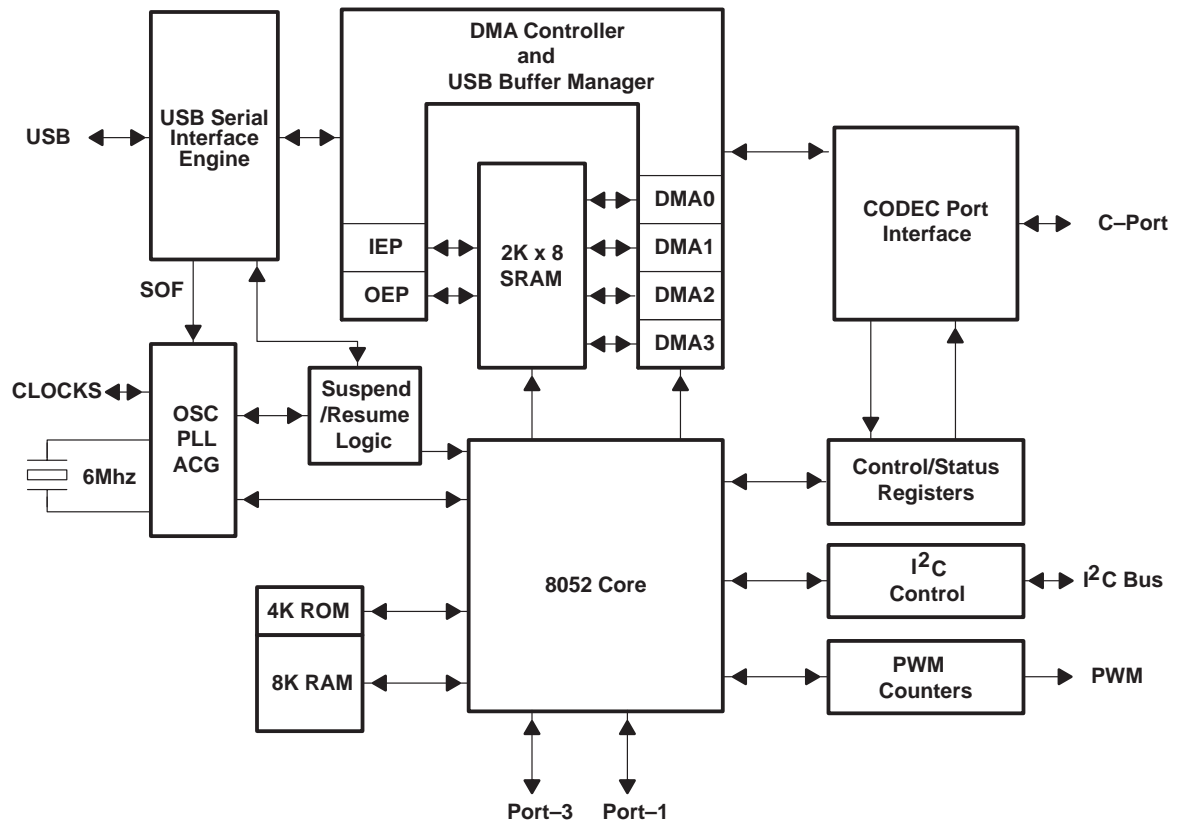 DMA Controller
and
USB Buffer Manager
USB
USB Serial
Interface
Engine
CODEC Port
Interface
C–Port
DMA0
DMA1
DMA2
DMA3
IEP
OEP
2K x 8
SRAM
SOF
CLOCKS
OSC
PLL
ACG
6Mhz
Suspend
/Resume
Logic
Control/Status
Registers
8052 Core
I2C
Control
I2C Bus
4K ROM
8K RAM
PWM
Counters
PWM
Port–3
Port–1